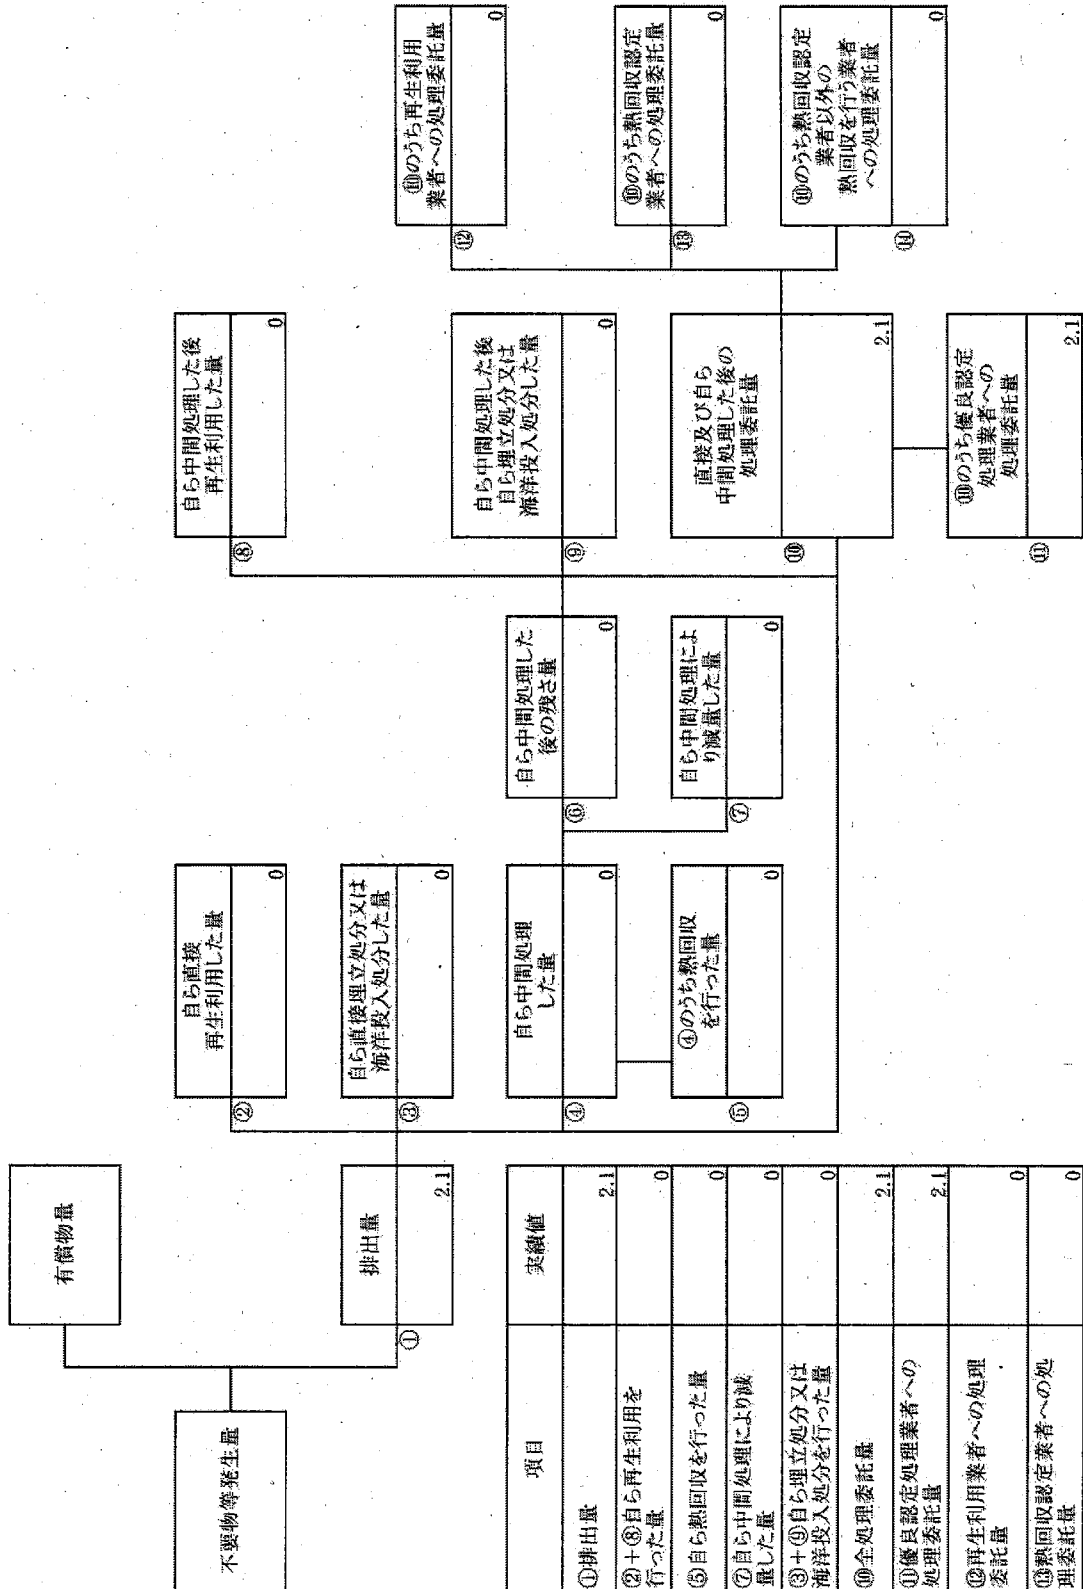 不要物等発生量
有償物量
①
排出量
2.1
②
自ら直接
再生利用した量
0
③
自ら直接埋立処分又は
海洋投入処分した量
0
④
自ら中間処理
した量
0
⑤
④のうち熱回収
を行った量
0
⑥
自ら中間処理した
後の残さ量
0
⑦
自ら中間処理によ
り減量した量
0
⑧
自ら中間処理した後
再生利用した量
0
⑨
自ら中間処理した後
自ら埋立処分又は
海洋投入処分した量
0
⑩
直接及び自ら
中間処理した後の
処理委託量
2.1
⑪
⑩のうち優良認定
処理業者への
処理委託量
2.1
⑫
⑩のうち再生利用
業者への処理委託量
0
⑬
⑩のうち熱回収認定
業者への処理委託量
0
⑭
⑩のうち熱回収認定
業者以外の
熱回収を行う業者
への処理委託量
0
項目 実績値
①排出量 2.1
②+⑧自ら再生利用を
行った量 0
⑤自ら熱回収を行った量 0
⑦自ら中間処理により減
量した量 0
③+⑨自ら埋立処分又は
海洋投入処分を行った量 0
⑩全処理委託量 2.1
⑪優良認定処理業者への
処理委託量 2.1
⑫再生利用業者への処理
委託量 0
⑬熱回収認定業者への処
理委託量 0